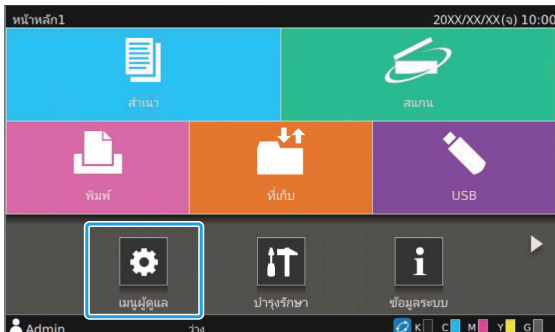 หน้าหลัก1 20XX/XX/XX(จ) 10:00
สำเนา สแกน
พิมพ์ ที่เก็บ USB
เมนูผู้ดูแล บำรุงรักษา ข้อมูลระบบ
Admin ว่าง K C M Y G